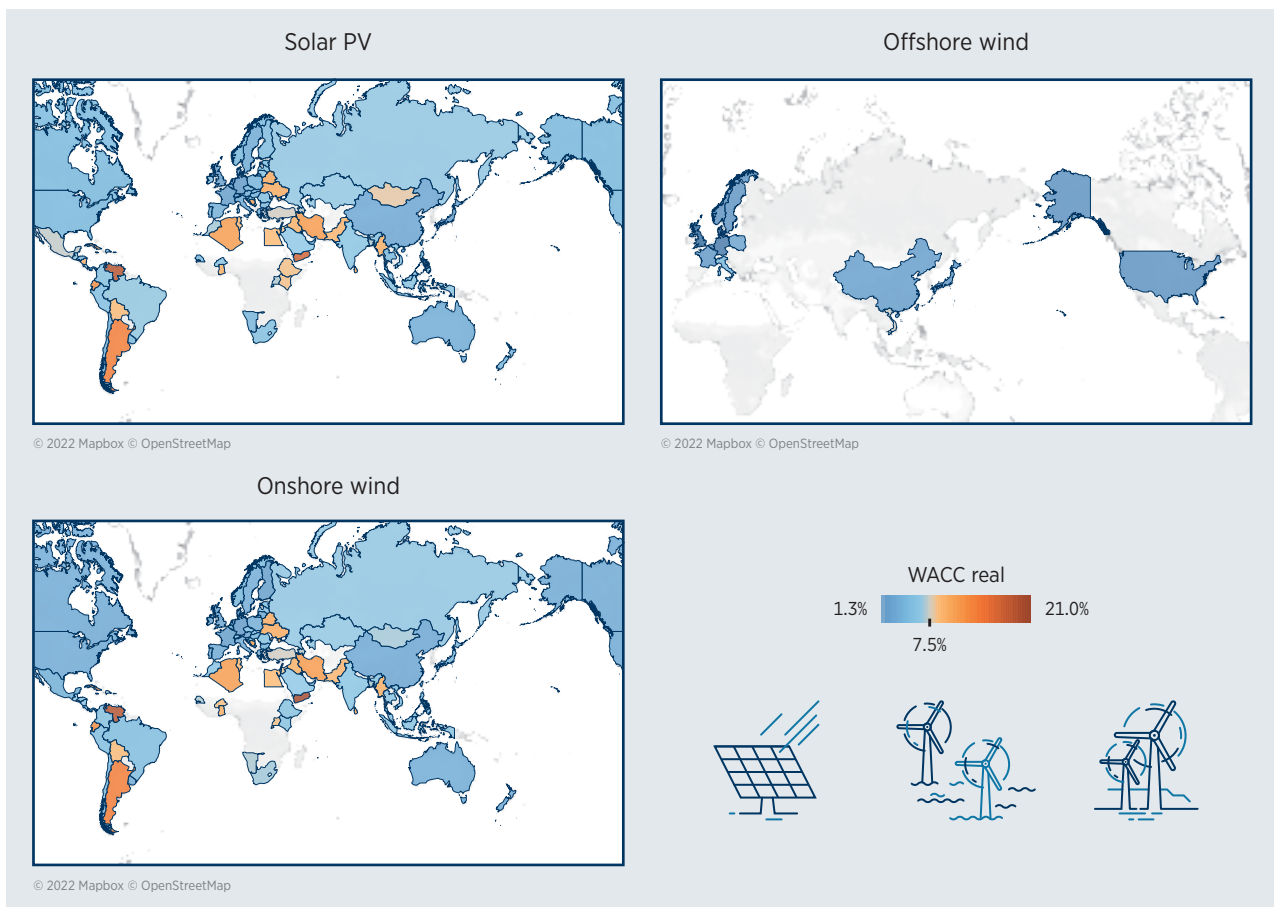 Solar PV
Offshore wind
© 2022 Mapbox © OpenStreetMap
© 2022 Mapbox © OpenStreetMap
Onshore wind
WACC real
1.3%
21.0%
7.5%
© 2022 Mapbox © OpenStreetMap